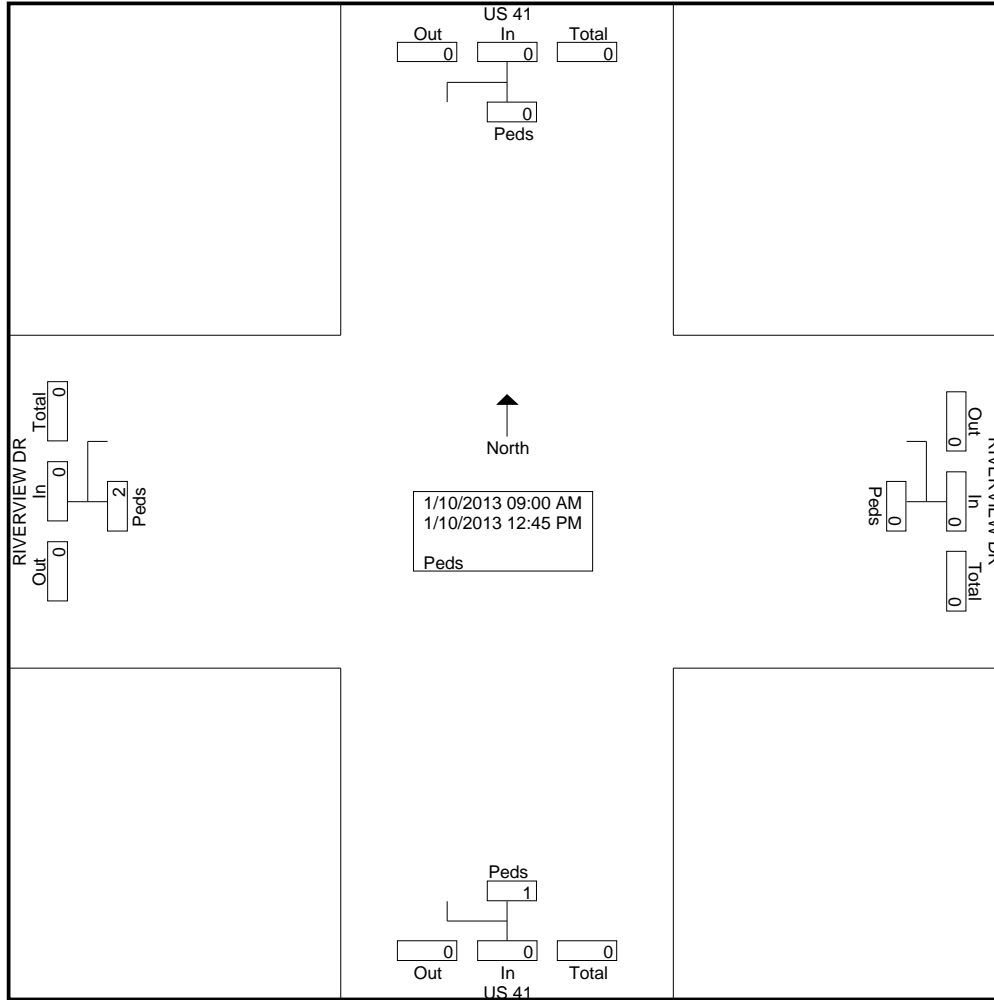 US 41
Out In Total
0 0 0
0
Peds
RIVERVIEW DR
Total In Out
0 0 0
2
Peds
North
1/10/2013 09:00 AM
1/10/2013 12:45 PM
Peds
RIVERVIEW DR
Out In Total
0 0 0
0
Peds
Peds
1
0 0 0
Out In Total
US 41